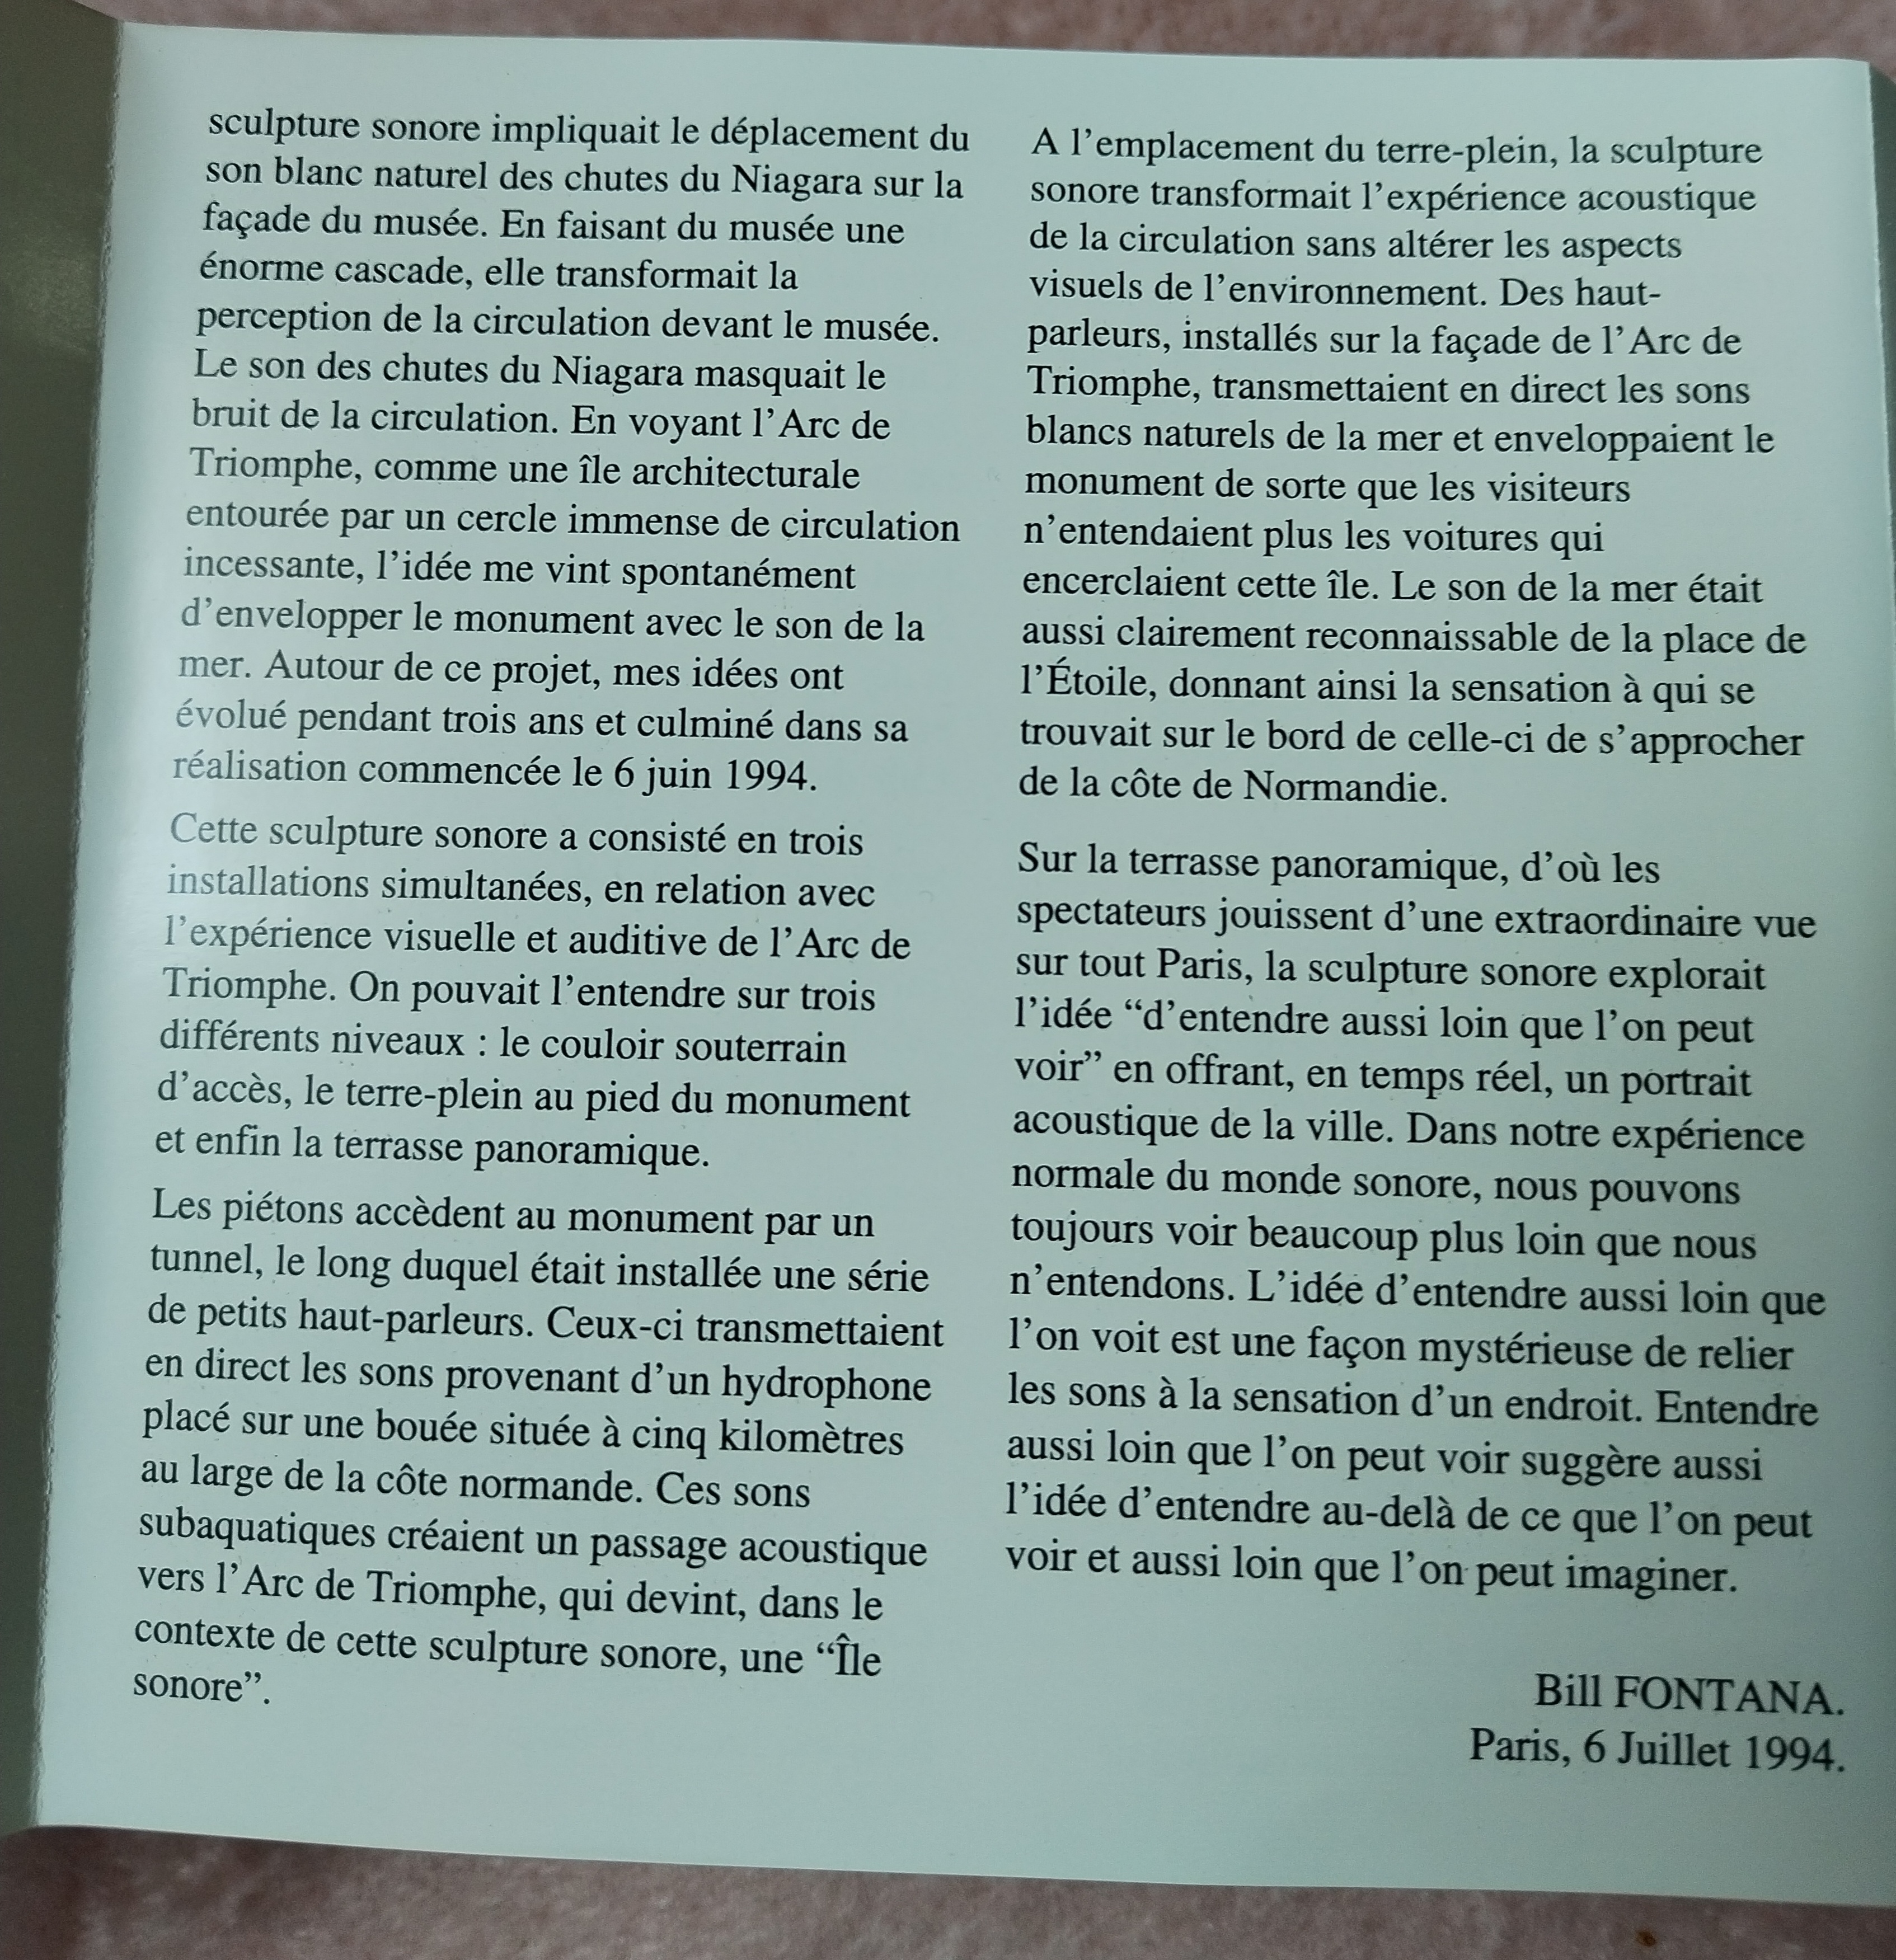 sculpture sonore impliquait le déplacement du
son blanc naturel des chutes du Niagara sur la
façade du musée. En faisant du musée une
énorme cascade, elle transformait la
perception de la circulation devant le musée.
Le son des chutes du Niagara masquait le
bruit de la circulation. En voyant l'Arc de
Triomphe, comme une île architecturale
entourée par un cercle immense de circulation
incessante, l'idée me vint spontanément
d'envelopper le monument avec le son de la
mer. Autour de ce projet, mes idées ont
évolué pendant trois ans et culminé dans sa
réalisation commencée le 6 juin 1994.
Cette sculpture sonore a consisté en trois
installations simultanées, en relation avec
l'expérience visuelle et auditive de l'Arc de
Triomphe. On pouvait l'entendre sur trois
différents niveaux : le couloir souterrain
d'accès, le terre-plein au pied du monument
et enfin la terrasse panoramique.
Les piétons accèdent au monument par un
tunnel, le long duquel était installée une série
de petits haut-parleurs. Ceux-ci transmettaient
en direct les sons provenant d'un hydrophone
placé sur une bouée située à cinq kilomètres
au large de la côte normande. Ces sons
subaquatiques créaient un passage acoustique
vers l'Arc de Triomphe, qui devint, dans le
contexte de cette sculpture sonore, une “Île
sonore”.
A l'emplacement du terre-plein, la sculpture
sonore transformait l'expérience acoustique
de la circulation sans altérer les aspects
visuels de l'environnement. Des haut-
parleurs, installés sur la façade de l'Arc de
Triomphe, transmettaient en direct les sons
blancs naturels de la mer et enveloppaient le
monument de sorte que les visiteurs
n'entendaient plus les voitures qui
encerclaient cette île. Le son de la mer était
aussi clairement reconnaissable de la place de
l'Étoile, donnant ainsi la sensation à qui se
trouvait sur le bord de celle-ci de s'approcher
de la côte de Normandie.
Sur la terrasse panoramique, d'où les
spectateurs jouissent d'une extraordinaire vue
sur tout Paris, la sculpture sonore explorait
l'idée “d'entendre aussi loin que l'on peut
voir” en offrant, en temps réel, un portrait
acoustique de la ville. Dans notre expérience
normale du monde sonore, nous pouvons
toujours voir beaucoup plus loin que nous
n'entendons. L'idée d'entendre aussi loin que
l'on voit est une façon mystérieuse de relier
les sons à la sensation d'un endroit. Entendre
aussi loin que l'on peut voir suggère aussi
l'idée d'entendre au-delà de ce que l'on peut
voir et aussi loin que l'on peut imaginer.
Bill FONTANA.
Paris, 6 Juillet 1994.